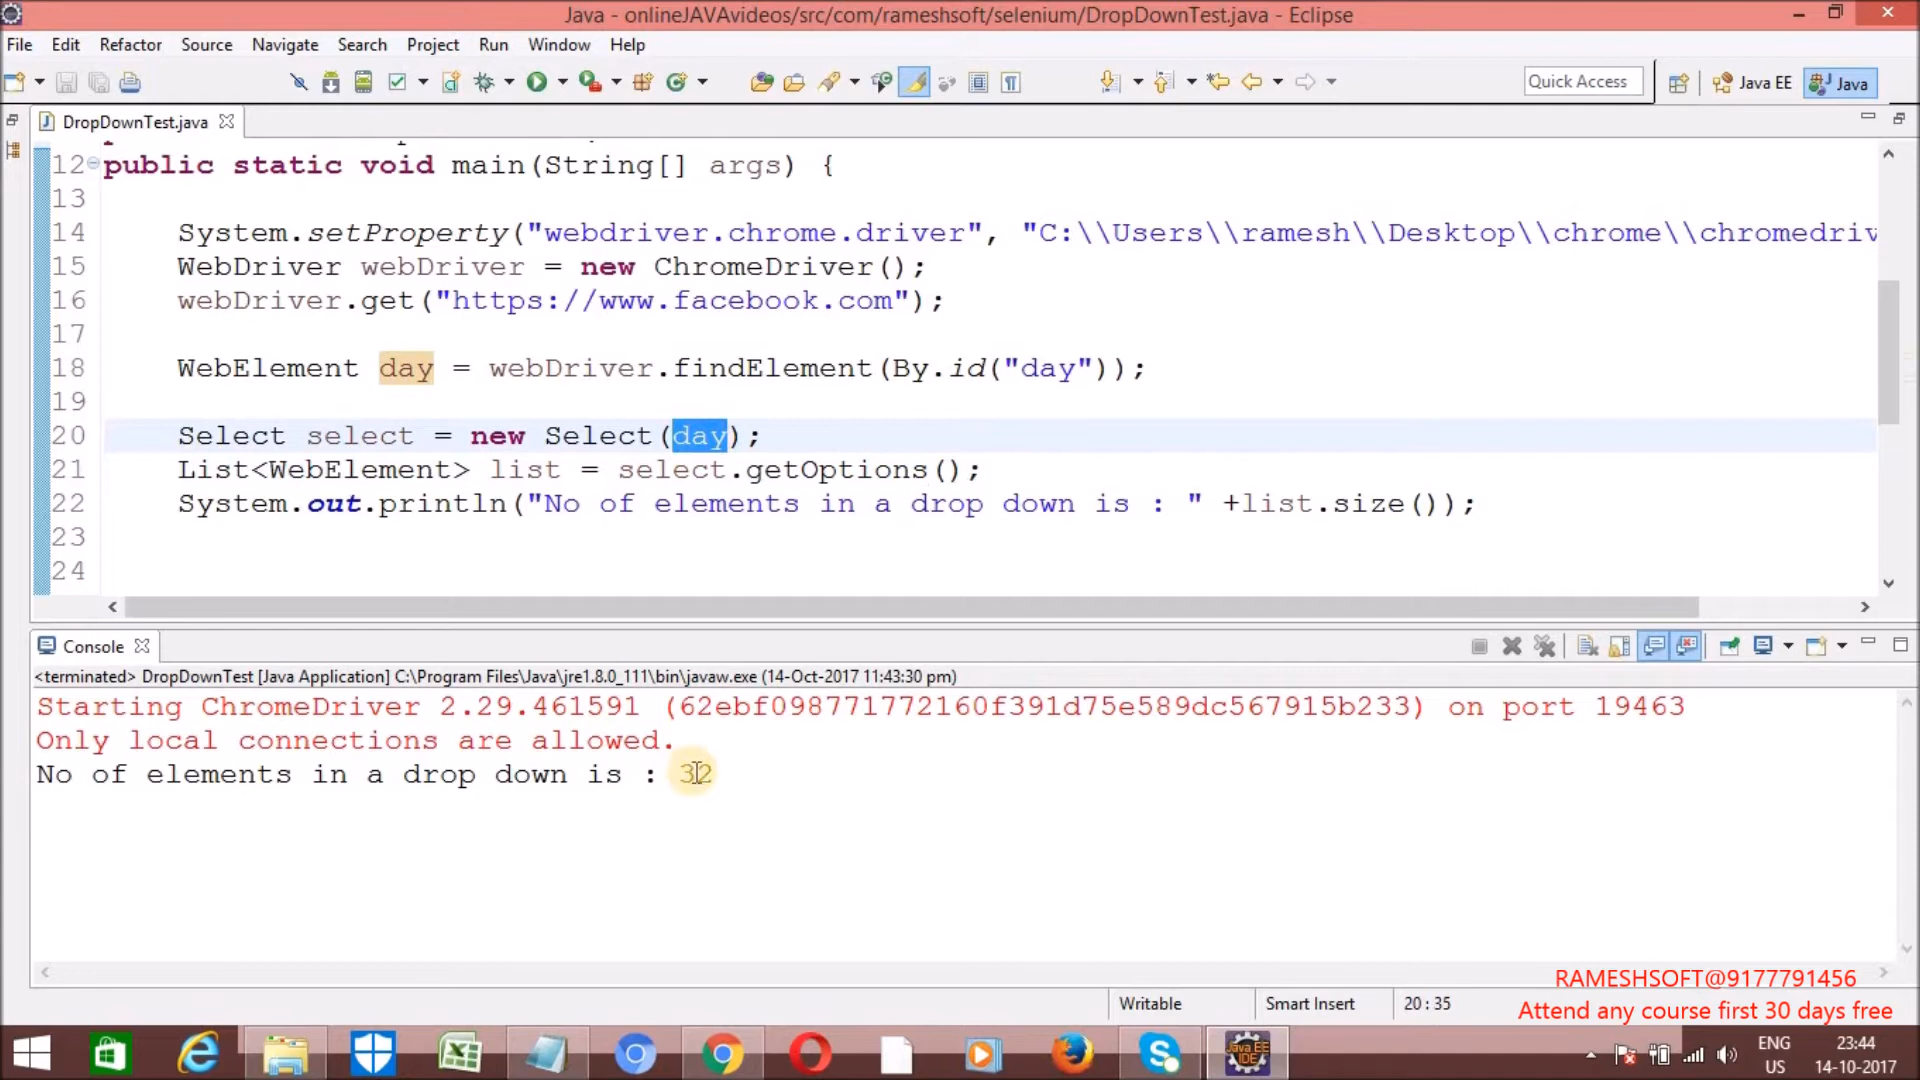 Java - onlineJAVAvideos/src/com/rameshsoft/selenium/DropDownTest.java - Eclipse
File Edit Refactor Source Navigate Search Project Run Window Help
Quick Access
Java EE
Java
DropDownTest.java
12 public static void main(String[] args) {
13
14 System.setProperty("webdriver.chrome.driver", "C:\\Users\\ramesh\\Desktop\\chrome\\chromedriv
15 WebDriver webDriver = new ChromeDriver();
16 webDriver.get("https://www.facebook.com");
17
18 WebElement day = webDriver.findElement(By.id("day"));
19
20 Select select = new Select(day);
21 List<WebElement> list = select.getOptions();
22 System.out.println("No of elements in a drop down is : " +list.size());
23
24
Console
<terminated> DropDownTest [Java Application] C:\Program Files\Java\jre1.8.0_111\bin\javaw.exe (14-Oct-2017 11:43:30 pm)
Starting ChromeDriver 2.29.461591 (62ebf098771772160f391d75e589dc567915b233) on port 19463
Only local connections are allowed.
No of elements in a drop down is : 32
RAMESHSOFT@9177791456
Writable Smart Insert 20 : 35
Attend any course first 30 days free
Java EE
IDE
ENG
US
23:44
14-10-2017